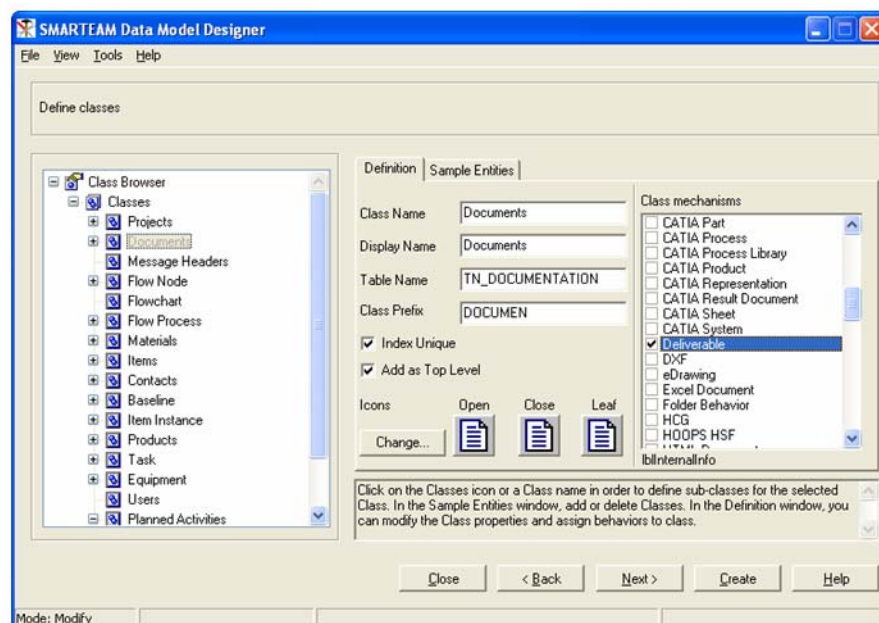 SMARTEAM Data Model Designer
File View Tools Help
Define classes
Class Browser
Classes
Projects
Documents
Message Headers
Flow Node
Flowchart
Flow Process
Materials
Items
Contacts
Baseline
Item Instance
Products
Task
Equipment
Users
Planned Activities
Definition Sample Entities
Class Name Documents
Display Name Documents
Table Name TN_DOCUMENTATION
Class Prefix DOCUMEN
Index Unique
Add as Top Level
Icons Open Close Leaf
Change...
Class mechanisms
CATIA Part
CATIA Process
CATIA Process Library
CATIA Product
CATIA Representation
CATIA Result Document
CATIA Sheet
CATIA System
Deliverable
DXF
eDrawing
Excel Document
Folder Behavior
HCG
HOOPS HSF
lblInternalInfo
Click on the Classes icon or a Class name in order to define sub-classes for the selected
Class. In the Sample Entities window, add or delete Classes. In the Definition window, you
can modify the Class properties and assign behaviors to class.
Close < Back Next > Create Help
Mode: Modify